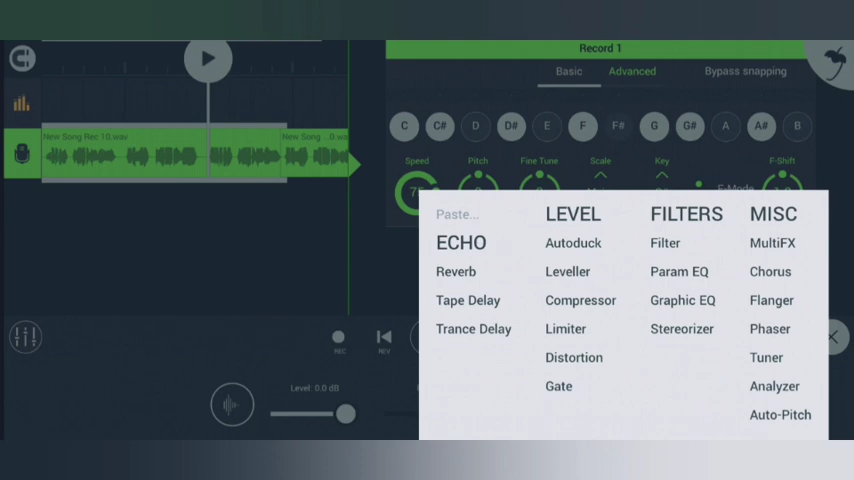 Record 1
Basic
Advanced
Bypass snapping
New Song Rec 10.wav
New Song ...0.wa
C
C#
D
D#
E
F
F#
G
G#
A
A#
B
Speed
Pitch
Fine Tune
Scale
Key
F-Shift
Paste...
ECHO
Reverb
Tape Delay
Trance Delay
LEVEL
Autoduck
Leveller
Compressor
Limiter
Distortion
Gate
FILTERS
Filter
Param EQ
Graphic EQ
Stereorizer
MISC
MultiFX
Chorus
Flanger
Phaser
Tuner
Analyzer
Auto-Pitch
REC
REV
Level: 0.0 dB